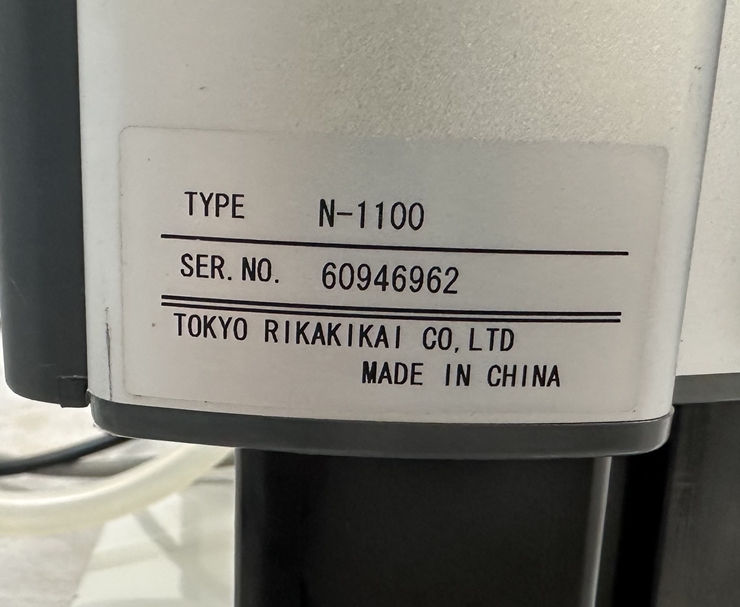 TYPE N-1100
SER. NO. 60946962
TOKYO RIKAKIKAI CO, LTD
MADE IN CHINA